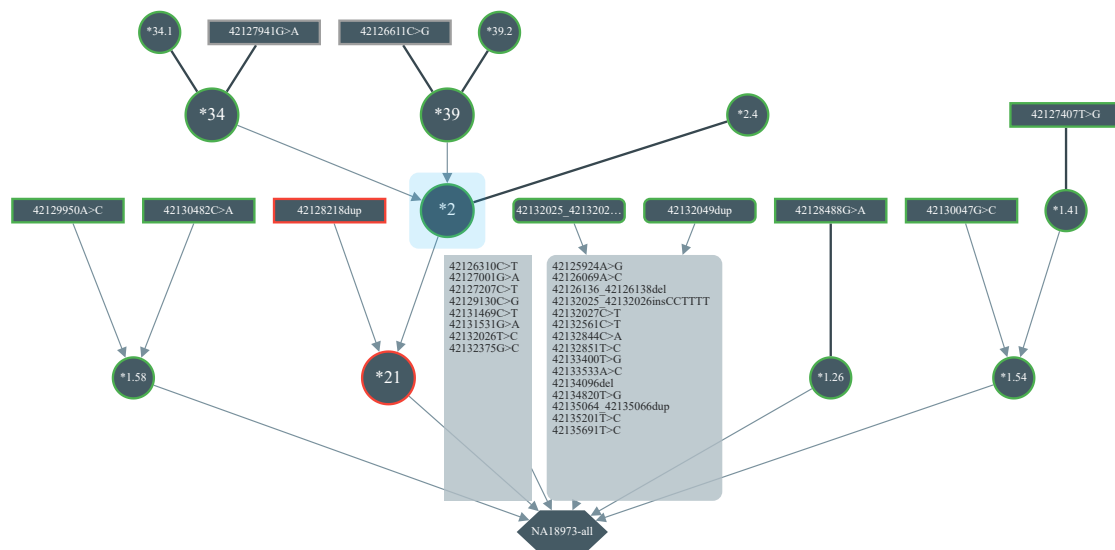 *34.1
42127941G>A
42126611C>G
*39.2
*34
*39
*2.4
42127407T>G
42129950A>C
42130482C>A
42128218dup
*2
42132025_4213202…
42132049dup
42128488G>A
42130047G>C
*1.41
42126310C>T
42127001G>A
42127207C>T
42129130C>G
42131469C>T
42131531G>A
42132026T>C
42132375G>C
42125924A>G
42126069A>C
42126136_42126138del
42132025_42132026insCCTTTT
42132027C>T
42132561C>T
42132844C>A
42132851T>C
42133400T>G
42133533A>C
42134096del
42134820T>G
42135064_42135066dup
42135201T>C
42135691T>C
*1.58
*21
*1.26
*1.54
NA18973-all